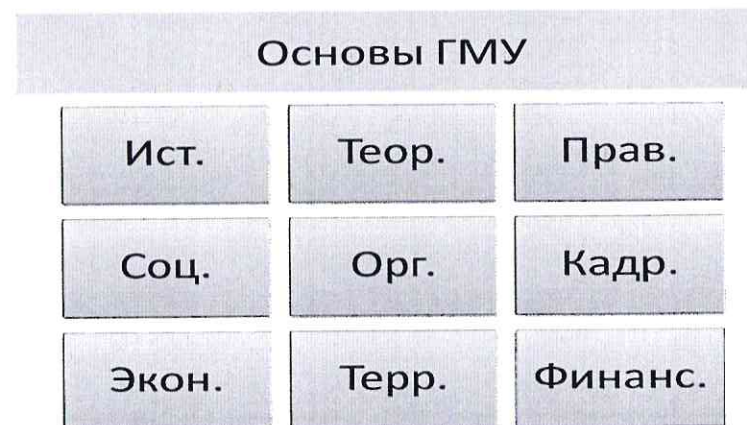 Основы ГМУ
Ист. Теор. Прав.
Соц. Орг. Кадр.
Экон. Терр. Финанс.